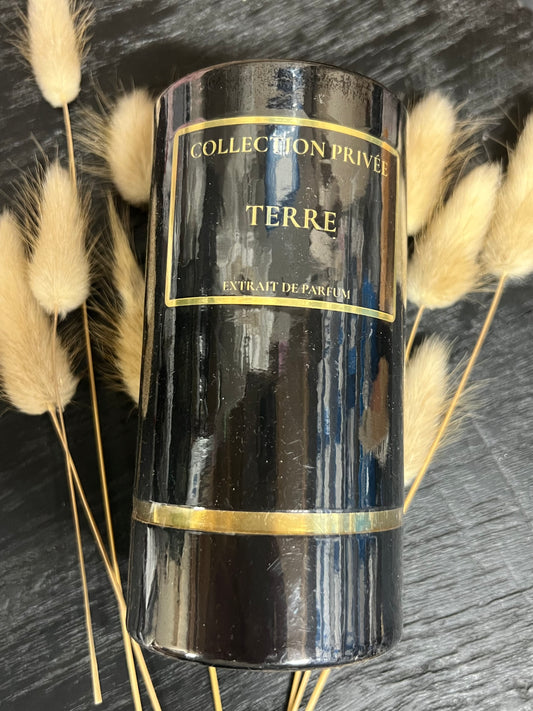 COLLECTION PRIVÉE
TERRE
EXTRAIT DE PARFUM